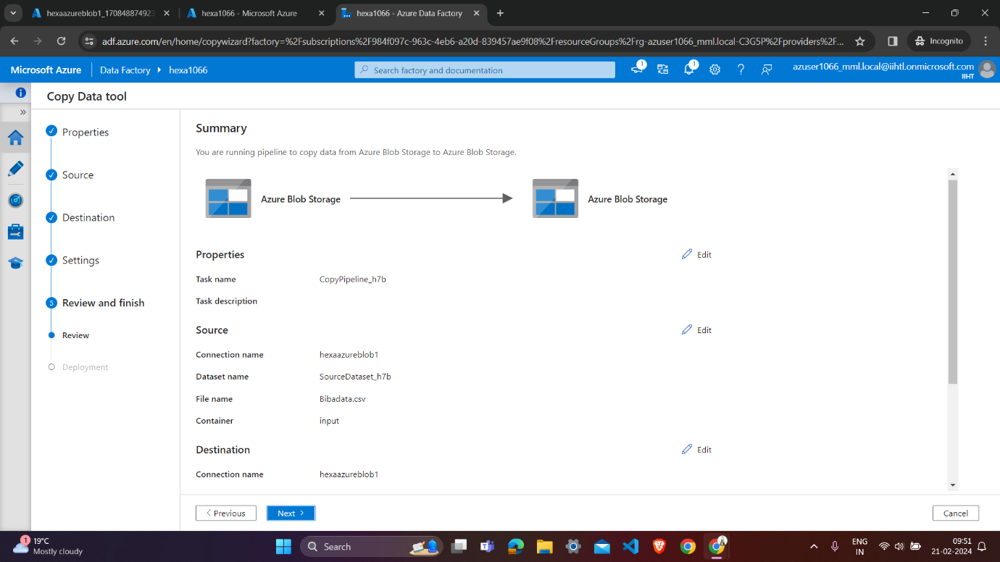 hexaazureblob1_170848874923
hexa1066 - Microsoft Azure
hexa1066 - Azure Data Factory
adf.azure.com/en/home/copywizard?factory=%2Fsubscriptions%2F984f097c-963c-4eb6-a20d-839457ae9f08%2FresourceGroups%2Frg-azuser1066_mml.local-C3G5P%2Fproviders%2F...
Incognito
Microsoft Azure
Data Factory
hexa1066
Search factory and documentation
1
1
azuser1066_mml.local@iihtl.onmicrosoft.com
IIHT
Copy Data tool
Properties
Source
Destination
Settings
5
Review and finish
Review
Deployment
Summary
You are running pipeline to copy data from Azure Blob Storage to Azure Blob Storage.
Azure Blob Storage
Azure Blob Storage
Properties
Edit
Task name
CopyPipeline_h7b
Task description
Source
Edit
Connection name
hexaazureblob1
Dataset name
SourceDataset_h7b
File name
Bibadata.csv
Container
input
Destination
Edit
Connection name
hexaazureblob1
Previous
Next
Cancel
1
19°C
Mostly cloudy
Search
ENG
IN
09:51
21-02-2024